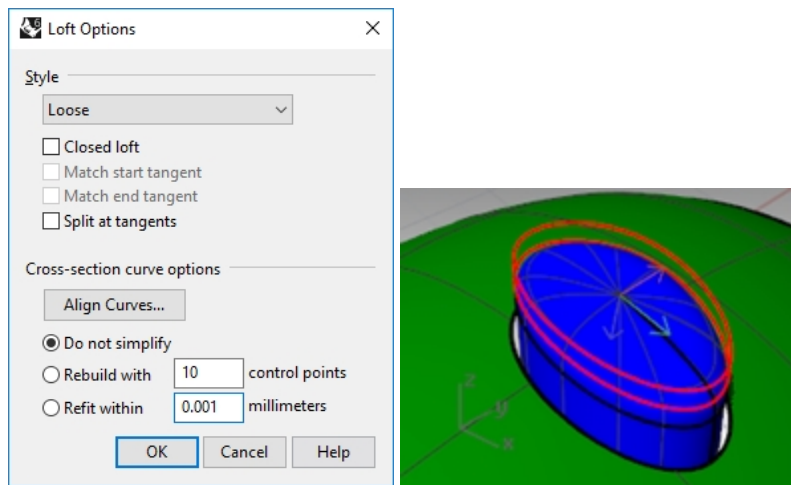 Loft Options
Style
Loose
Closed loft
Match start tangent
Match end tangent
Split at tangents
Cross-section curve options
Align Curves...
Do not simplify
Rebuild with 10 control points
Refit within 0.001 millimeters
OK Cancel Help
z
y
x